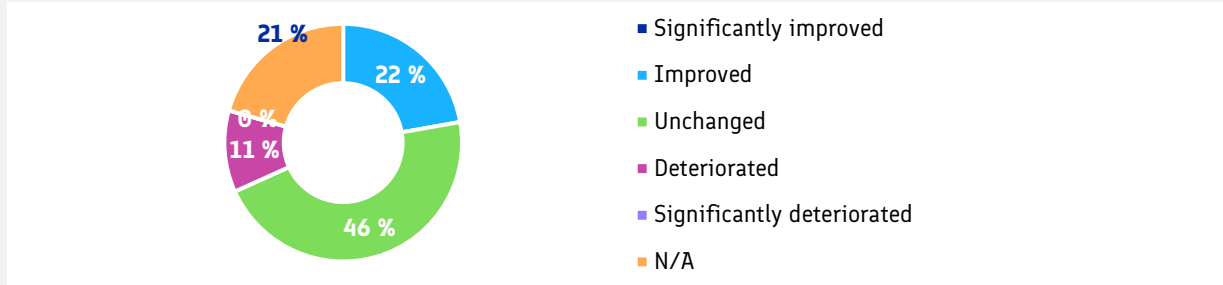 21 %
22 %
0 %
11 %
46 %
Significantly improved
Improved
Unchanged
Deteriorated
Significantly deteriorated
N/A